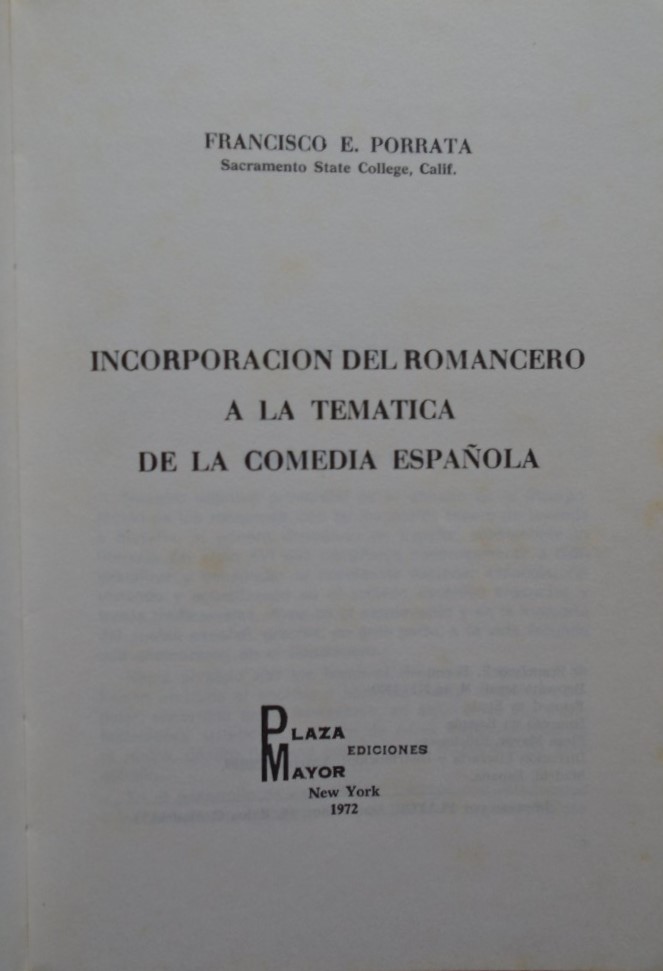 FRANCISCO E. PORRATA
Sacramento State College, Calif.
INCORPORACION DEL ROMANCERO
A LA TEMATICA
DE LA COMEDIA ESPAÑOLA
PLAZA
MAYOR
EDICIONES
New York
1972